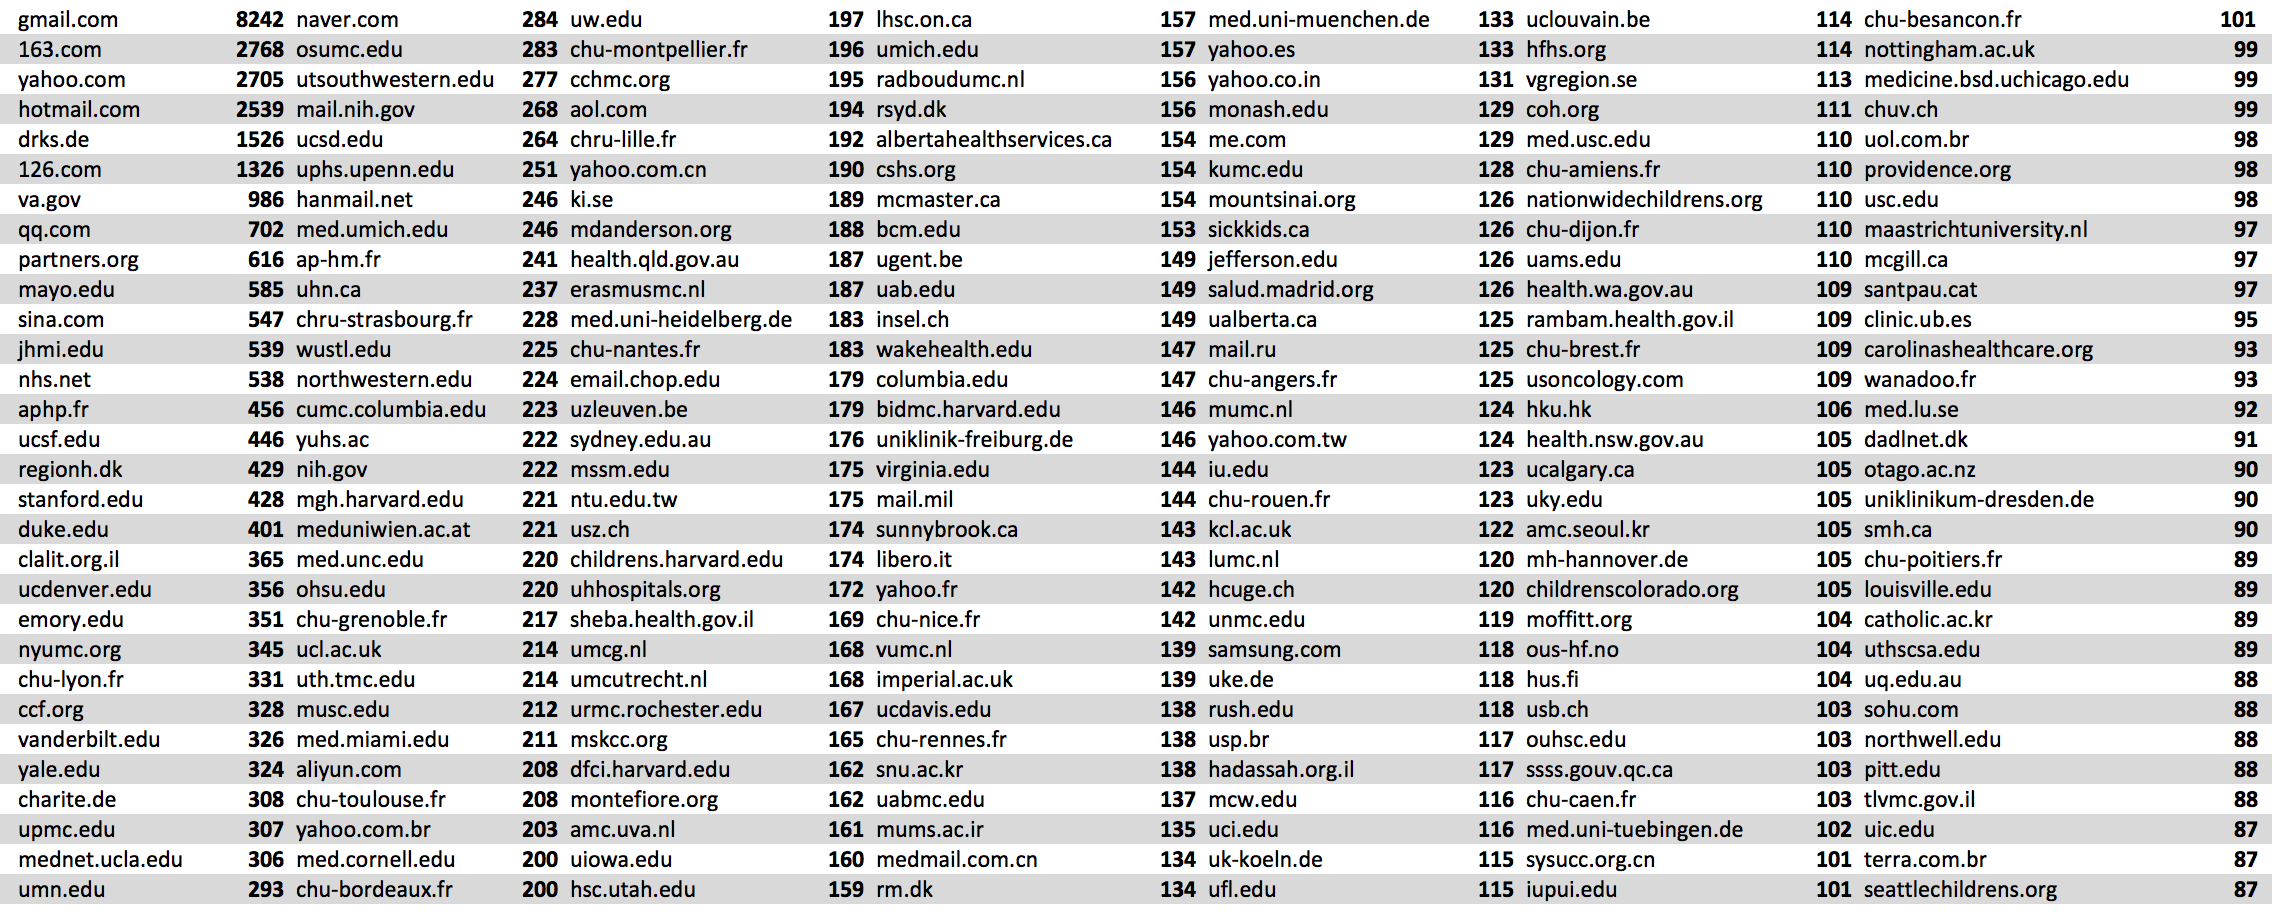 gmail.com 8242 naver.com 284 uw.edu 197 lhsc.on.ca 157 med.uni-muenchen.de 133 uclouvain.be 114 chu-besancon.fr 101
163.com 2768 osumc.edu 283 chu-montpellier.fr 196 umich.edu 157 yahoo.es 133 hfhs.org 114 nottingham.ac.uk 99
yahoo.com 2705 utsouthwestern.edu 277 cchmc.org 195 radboudumc.nl 156 yahoo.co.in 131 vgregion.se 113 medicine.bsd.uchicago.edu 99
hotmail.com 2539 mail.nih.gov 268 aol.com 194 rsyd.dk 156 monash.edu 129 coh.org 111 chuv.ch 99
drks.de 1526 ucsd.edu 264 chru-lille.fr 192 albertahealthservices.ca 154 me.com 129 med.usc.edu 110 uol.com.br 98
126.com 1326 uphs.upenn.edu 251 yahoo.com.cn 190 cshs.org 154 kumc.edu 128 chu-amiens.fr 110 providence.org 98
va.gov 986 hanmail.net 246 ki.se 189 mcmaster.ca 154 mountsinai.org 126 nationwidechildrens.org 110 usc.edu 98
qq.com 702 med.umich.edu 246 mdanderson.org 188 bcm.edu 153 sickkids.ca 126 chu-dijon.fr 110 maastrichtuniversity.nl 97
partners.org 616 ap-hm.fr 241 health.qld.gov.au 187 ugent.be 149 jefferson.edu 126 uams.edu 110 mcgill.ca 97
mayo.edu 585 uhn.ca 237 erasmusmc.nl 187 uab.edu 149 salud.madrid.org 126 health.wa.gov.au 109 santpau.cat 97
sina.com 547 chru-strasbourg.fr 228 med.uni-heidelberg.de 183 insel.ch 149 ualberta.ca 125 rambam.health.gov.il 109 clinic.ub.es 95
jhmi.edu 539 wustl.edu 225 chu-nantes.fr 183 wakehealth.edu 147 mail.ru 125 chu-brest.fr 109 carolinashealthcare.org 93
nhs.net 538 northwestern.edu 224 email.chop.edu 179 columbia.edu 147 chu-angers.fr 125 usoncology.com 109 wanadoo.fr 93
aphp.fr 456 cumc.columbia.edu 223 uzleuven.be 179 bidmc.harvard.edu 146 mumc.nl 124 hku.hk 106 med.lu.se 92
ucsf.edu 446 yuhs.ac 222 sydney.edu.au 176 uniklinik-freiburg.de 146 yahoo.com.tw 124 health.nsw.gov.au 105 dadlnet.dk 91
regionh.dk 429 nih.gov 222 mssm.edu 175 virginia.edu 144 iu.edu 123 ucalgary.ca 105 otago.ac.nz 90
stanford.edu 428 mgh.harvard.edu 221 ntu.edu.tw 175 mail.mil 144 chu-rouen.fr 123 uky.edu 105 uniklinikum-dresden.de 90
duke.edu 401 meduniwien.ac.at 221 usz.ch 174 sunnybrook.ca 143 kcl.ac.uk 122 amc.seoul.kr 105 smh.ca 90
clalit.org.il 365 med.unc.edu 220 childrens.harvard.edu 174 libero.it 143 lumc.nl 120 mh-hannover.de 105 chu-poitiers.fr 89
ucdenver.edu 356 ohsu.edu 220 uhhospitals.org 172 yahoo.fr 142 hcuge.ch 120 childrenscolorado.org 105 louisville.edu 89
emory.edu 351 chu-grenoble.fr 217 sheba.health.gov.il 169 chu-nice.fr 142 unmc.edu 119 moffitt.org 104 catholic.ac.kr 89
nyumc.org 345 ucl.ac.uk 214 umcg.nl 168 vumc.nl 139 samsung.com 118 ous-hf.no 104 uthscsa.edu 89
chu-lyon.fr 331 uth.tmc.edu 214 umcutrecht.nl 168 imperial.ac.uk 139 uke.de 118 hus.fi 104 uq.edu.au 88
ccf.org 328 musc.edu 212 urmc.rochester.edu 167 ucdavis.edu 138 rush.edu 118 usb.ch 103 sohu.com 88
vanderbilt.edu 326 med.miami.edu 211 mskcc.org 165 chu-rennes.fr 138 usp.br 117 ouhsc.edu 103 northwell.edu 88
yale.edu 324 aliyun.com 208 dfci.harvard.edu 162 snu.ac.kr 138 hadassah.org.il 117 ssss.gouv.qc.ca 103 pitt.edu 88
charite.de 308 chu-toulouse.fr 208 montefiore.org 162 uabmc.edu 137 mcw.edu 116 chu-caen.fr 103 tlvmc.gov.il 88
upmc.edu 307 yahoo.com.br 203 amc.uva.nl 161 mums.ac.ir 135 uci.edu 116 med.uni-tuebingen.de 102 uic.edu 87
mednet.ucla.edu 306 med.cornell.edu 200 uiowa.edu 160 medmail.com.cn 134 uk-koeln.de 115 sysucc.org.cn 101 terra.com.br 87
umn.edu 293 chu-bordeaux.fr 200 hsc.utah.edu 159 rm.dk 134 ufl.edu 115 iupui.edu 101 seattlechildrens.org 87